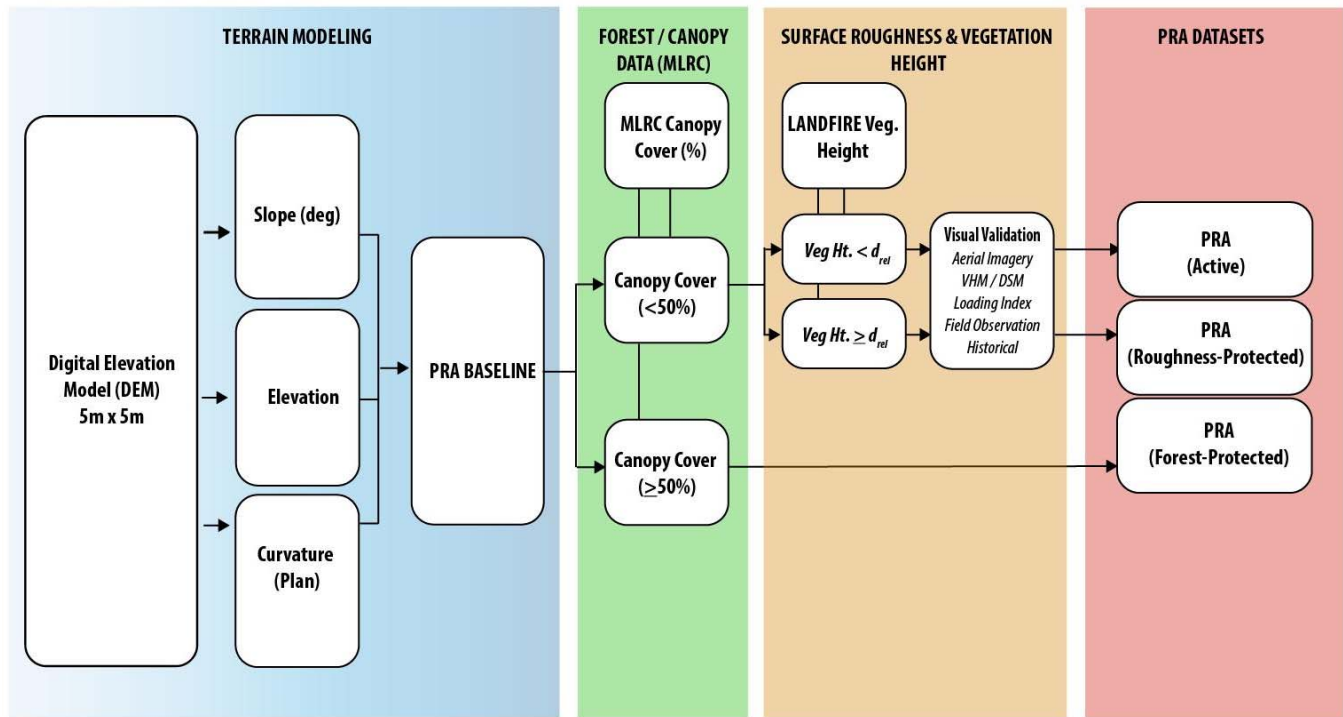 TERRAIN MODELING
Digital Elevation
Model (DEM)
5m x 5m
Slope (deg)
Elevation
Curvature
(Plan)
PRA BASELINE
FOREST / CANOPY
DATA (MLRC)
MLRC Canopy
Cover (%)
Canopy Cover
(<50%)
Canopy Cover
(≥50%)
SURFACE ROUGHNESS & VEGETATION
HEIGHT
LANDFIRE Veg.
Height
Veg Ht. < d_rel
Veg Ht. ≥ d_rel
Visual Validation
Aerial Imagery
VHM / DSM
Loading Index
Field Observation
Historical
PRA DATASETS
PRA
(Active)
PRA
(Roughness-Protected)
PRA
(Forest-Protected)